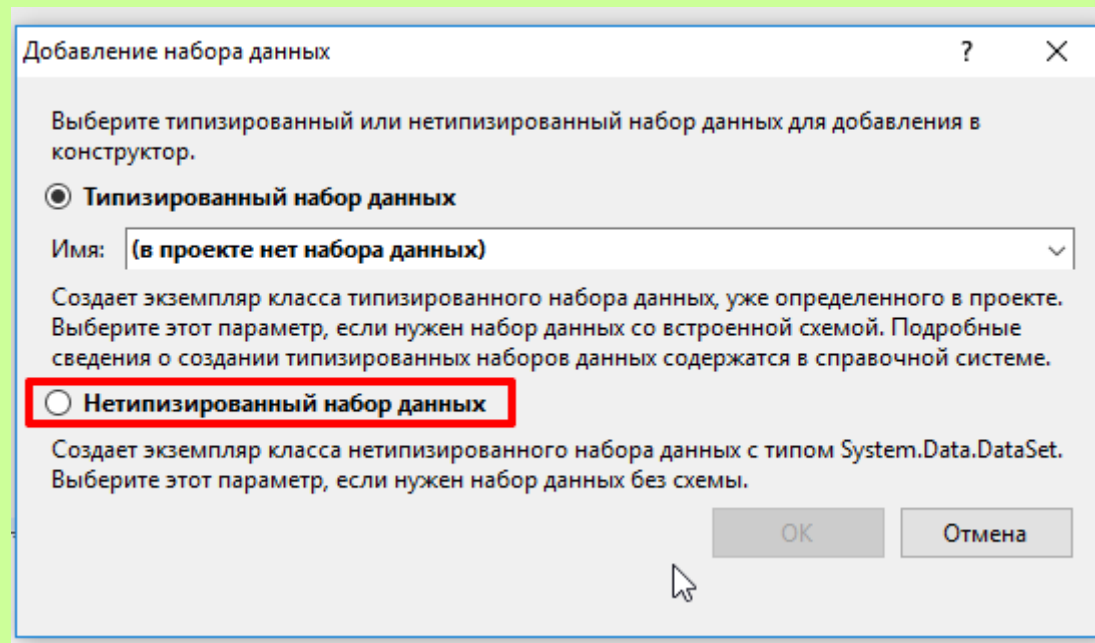 Добавление набора данных ?
Выберите типизированный или нетипизированный набор данных для добавления в
конструктор.
Типизированный набор данных
Имя: (в проекте нет набора данных)
Создает экземпляр класса типизированного набора данных, уже определенного в проекте.
Выберите этот параметр, если нужен набор данных со встроенной схемой. Подробные
сведения о создании типизированных наборов данных содержатся в справочной системе.
Нетипизированный набор данных
Создает экземпляр класса нетипизированного набора данных с типом System.Data.DataSet.
Выберите этот параметр, если нужен набор данных без схемы.
OK Отмена